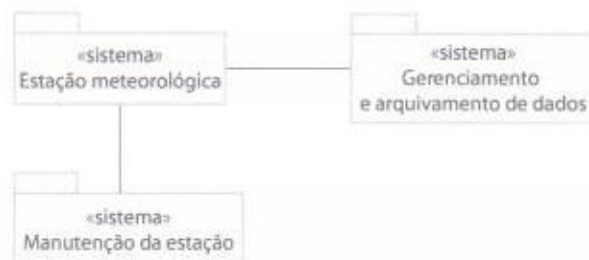 «sistema»
Estação meteorológica
«sistema»
Gerenciamento
e arquivamento de dados
«sistema»
Manutenção da estação